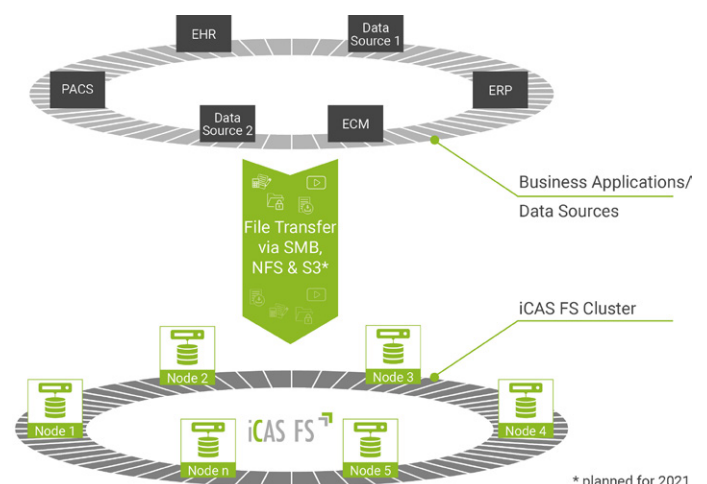 EHR
Data
Source 1
PACS
ERP
Data
Source 2
ECM
Business Applications/
Data Sources
File Transfer
via SMB,
NFS & S3*
iCAS FS Cluster
Node 2
Node 3
Node 1
iCAS FS
Node 4
Node n
Node 5
* planned for 2021